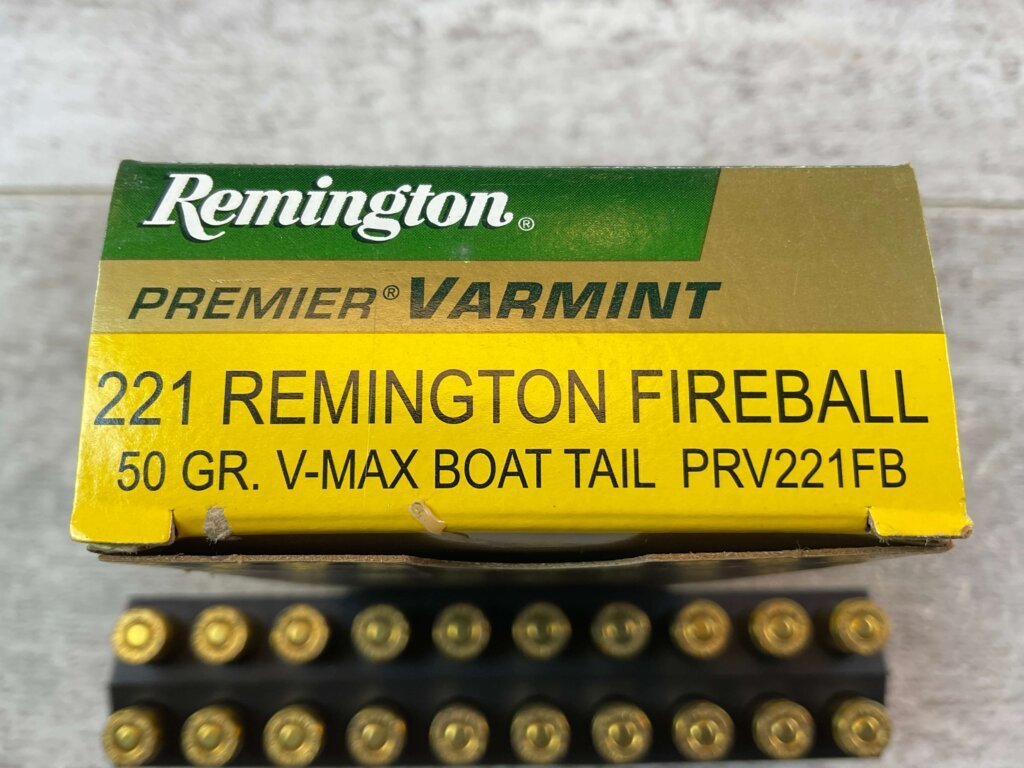 Remington®
PREMIER® VARMINT
221 REMINGTON FIREBALL
50 GR. V-MAX BOAT TAIL PRV221FB